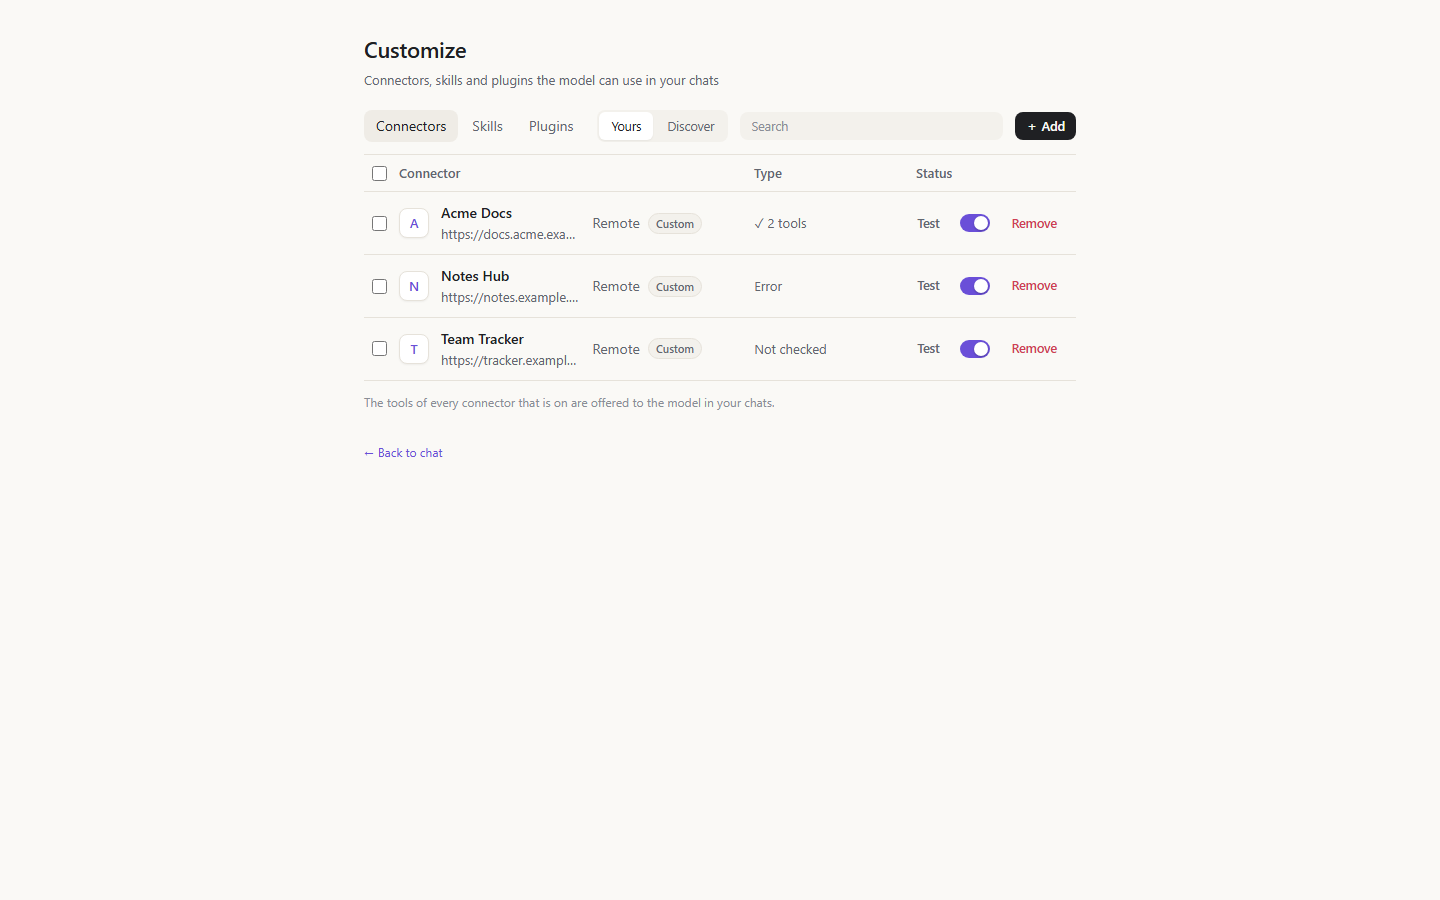 Customize
Connectors, skills and plugins the model can use in your chats
Connectors Skills Plugins Yours Discover Search + Add
Connector Type Status
A Acme Docs Remote Custom ✓ 2 tools Test Remove
https://docs.acme.exa...
N Notes Hub Remote Custom Error Test Remove
https://notes.example....
T Team Tracker Remote Custom Not checked Test Remove
https://tracker.exampl...
The tools of every connector that is on are offered to the model in your chats.
← Back to chat